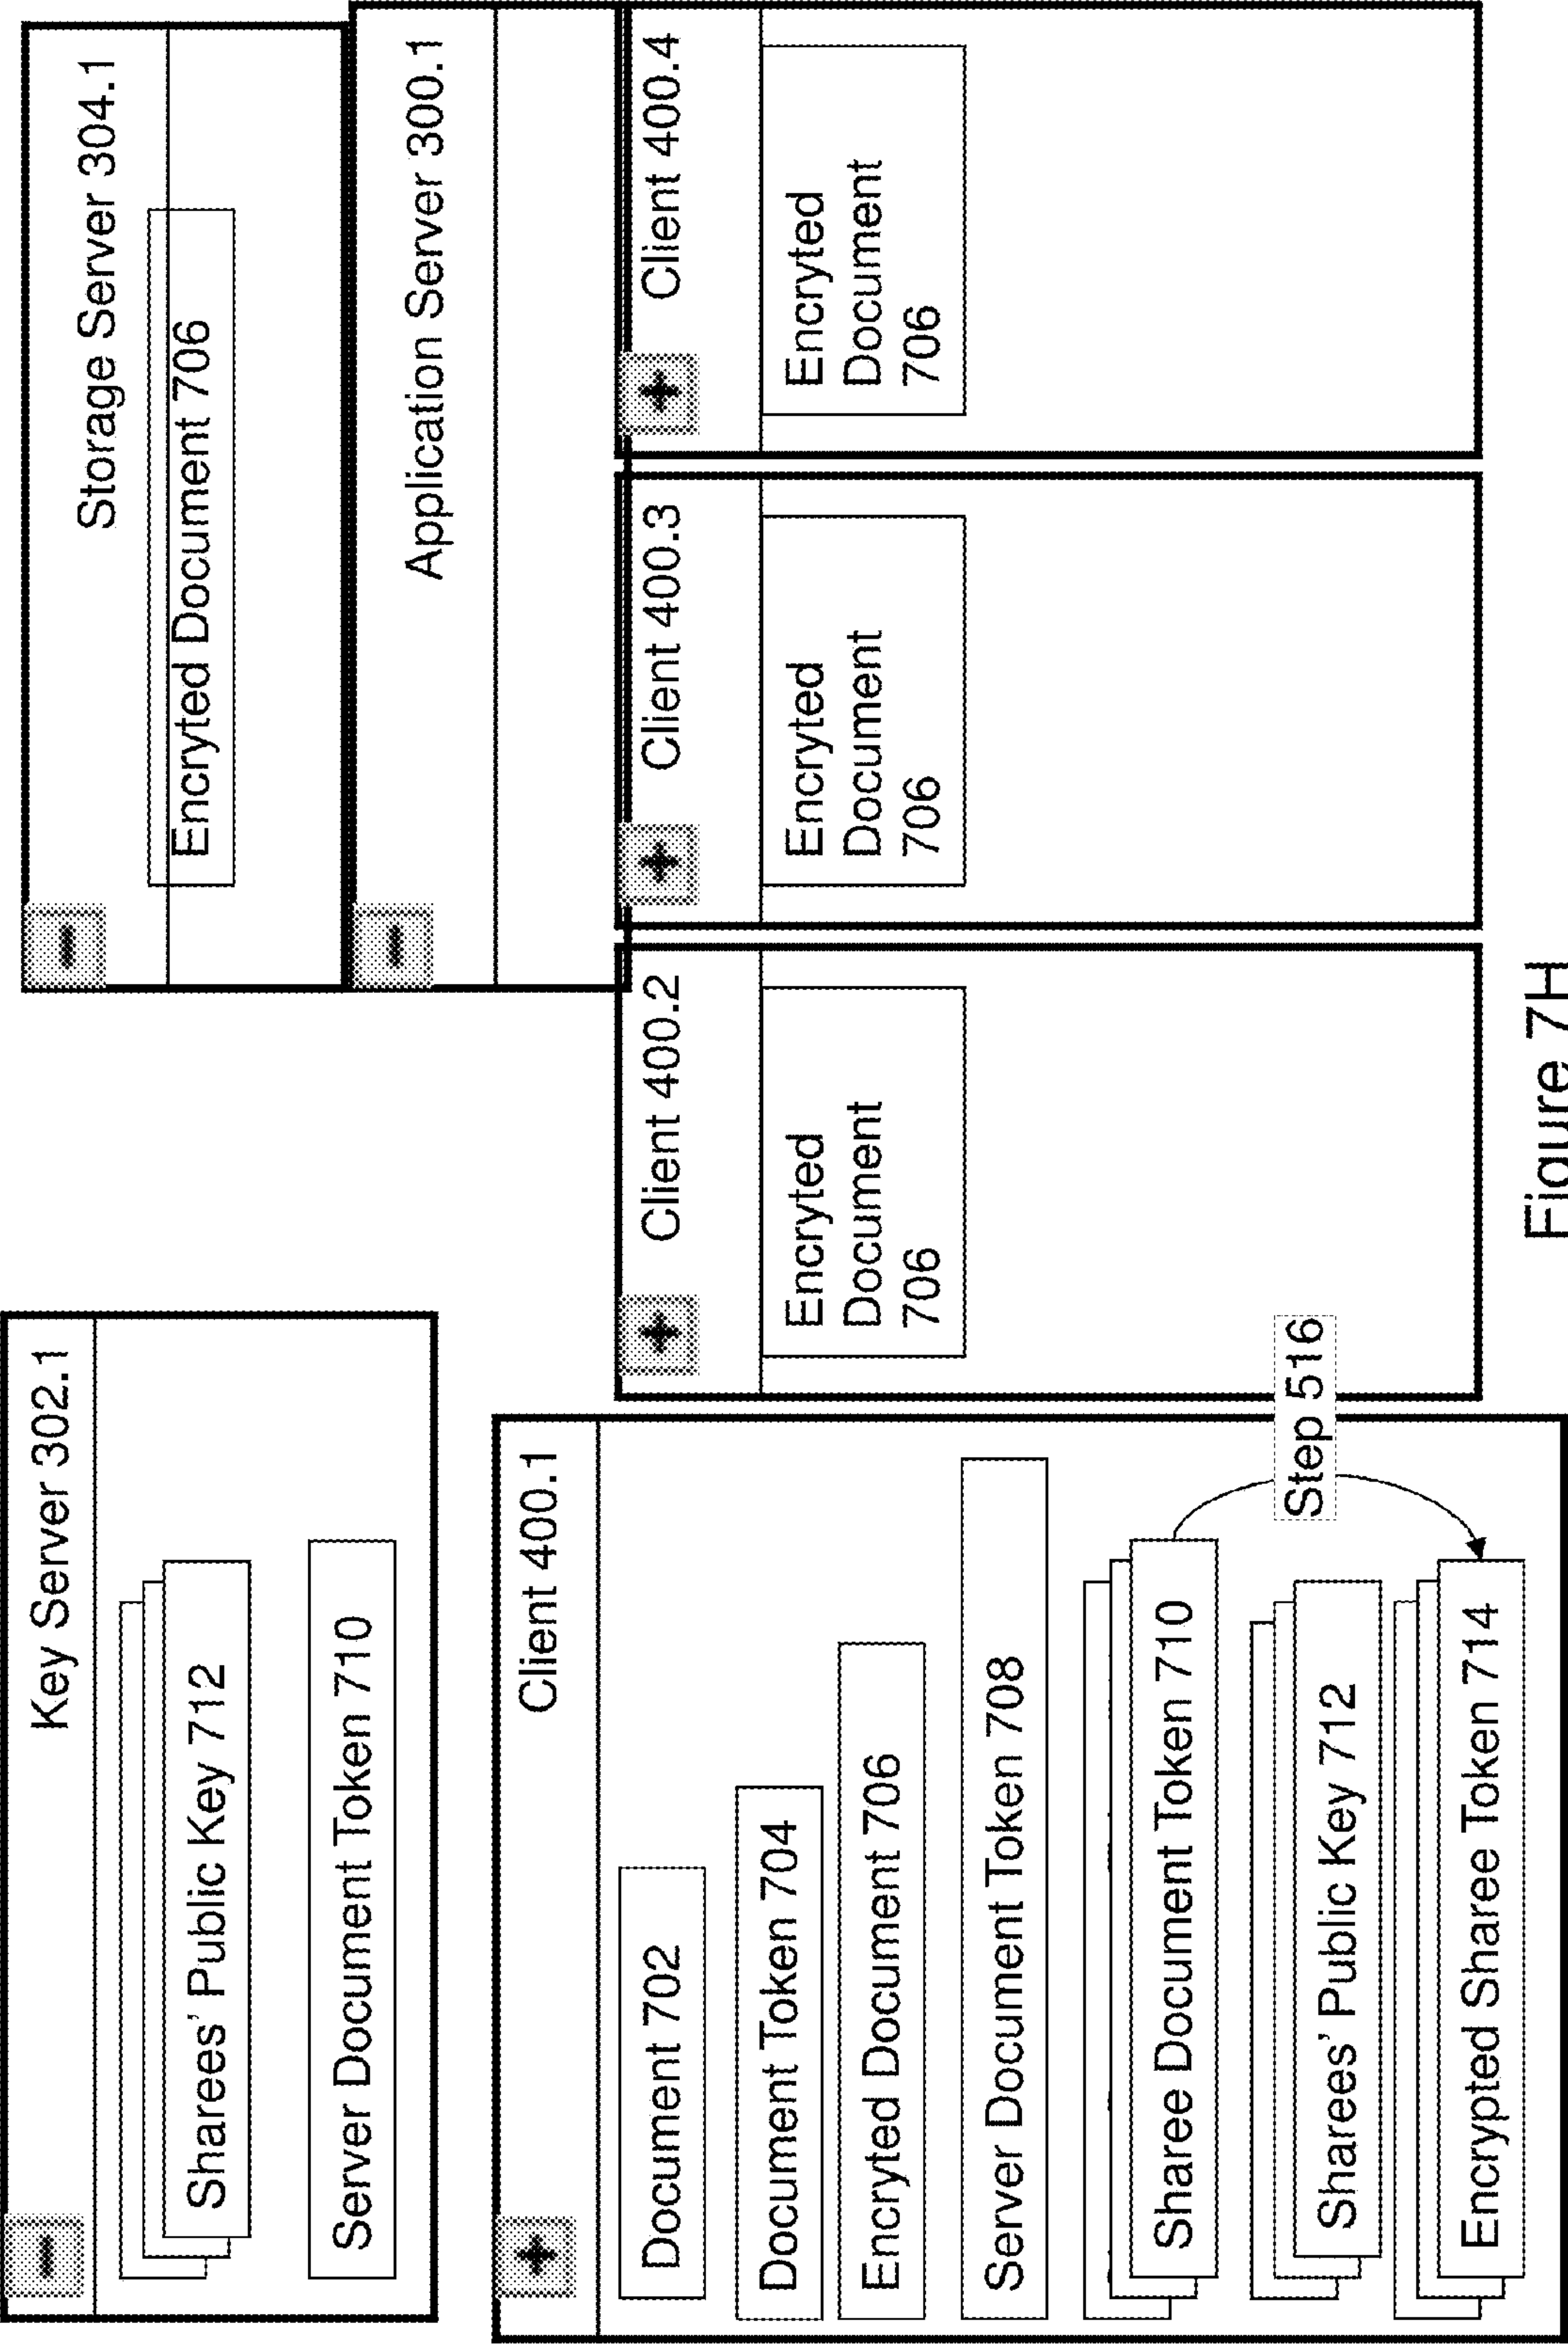 Key Server 302.1
Sharees' Public Key 712
Server Document Token 710
Storage Server 304.1
Encryted Document 706
Application Server 300.1
Client 400.1
Document 702
Document Token 704
Encryted Document 706
Server Document Token 708
Sharee Document Token 710
Sharees' Public Key 712
Encrypted Sharee Token 714
Step 516
Client 400.2
Encryted
Document
706
Client 400.3
Encryted
Document
706
Client 400.4
Encryted
Document
706
Figure 7H